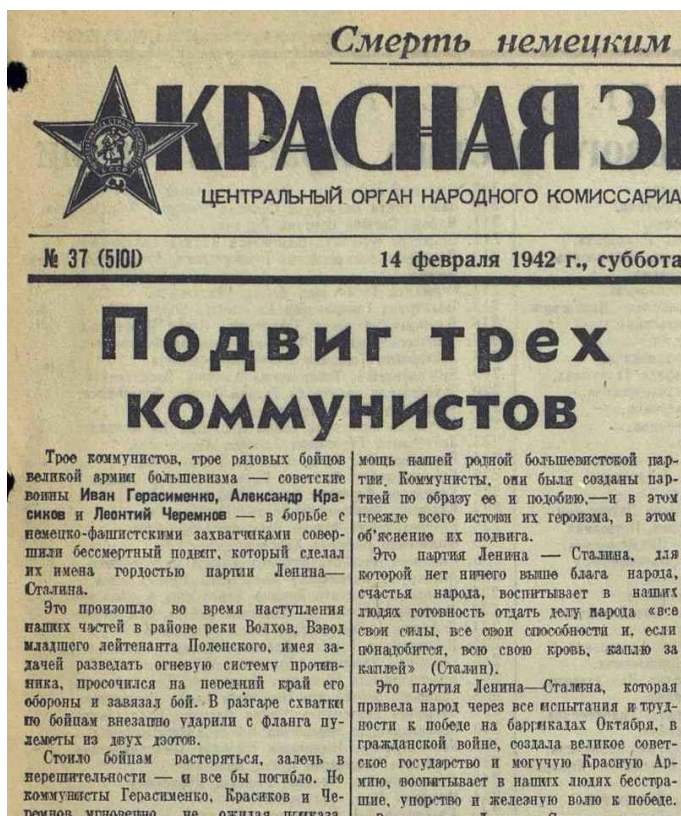 Смерть немецким
КРАСНАЯ ЗВ
ЦЕНТРАЛЬНЫЙ ОРГАН НАРОДНОГО КОМИССАРИА
№ 37 (5101)
14 февраля 1942 г., суббота
Подвиг трех
коммунистов
Трое коммунистов, трое рядовых бойцов
великой армии большевизма — советские
воины Иван Герасименко, Александр Кра-
сиков и Леонтий Черемнов — в борьбе с
немецко-фашистскими захватчиками совер-
шили бессмертный подвиг, который сделал
их имена гордостью партии Ленина—
Сталина.
Это произошло во время наступления
наших частей в районе реки Волхов. Взвод
младшего лейтенанта Поленского, имея за-
дачей разведать огневую систему против-
ника, просочился на передний край его
обороны и завязал бой. В разгаре схватки
по бойцам внезапно ударили с фланга пу-
леметы из двух дзотов.
Стоило бойцам растеряться, залечь в
нерешительности — и все бы погибло. Но
коммунисты Герасименко, Красиков и Че-
ремнов мгновенно, не ожидая приказа,
мощь нашей родной большевистской пар-
тии. Коммунисты, они были созданы пар-
тией по образу ее и подобию,—и в этом
прежде всего истоки их героизма, в этом
об'яснение их подвига.
Это партия Ленина — Сталина, для
которой нет ничего выше блага народа,
счастья народа, воспитывает в наших
людях готовность отдать делу народа «все
свои силы, все свои способности и, если
понадобится, всю свою кровь, каплю за
каплей» (Сталин).
Это партия Ленина—Сталина, которая
привела народ через все испытания и труд-
ности к победе на баррикадах Октября, в
гражданской войне, создала великое совет-
ское государство и могучую Красную Ар-
мию, воспитывает в наших людях бесстра-
шие, упорство и железную волю к победе.